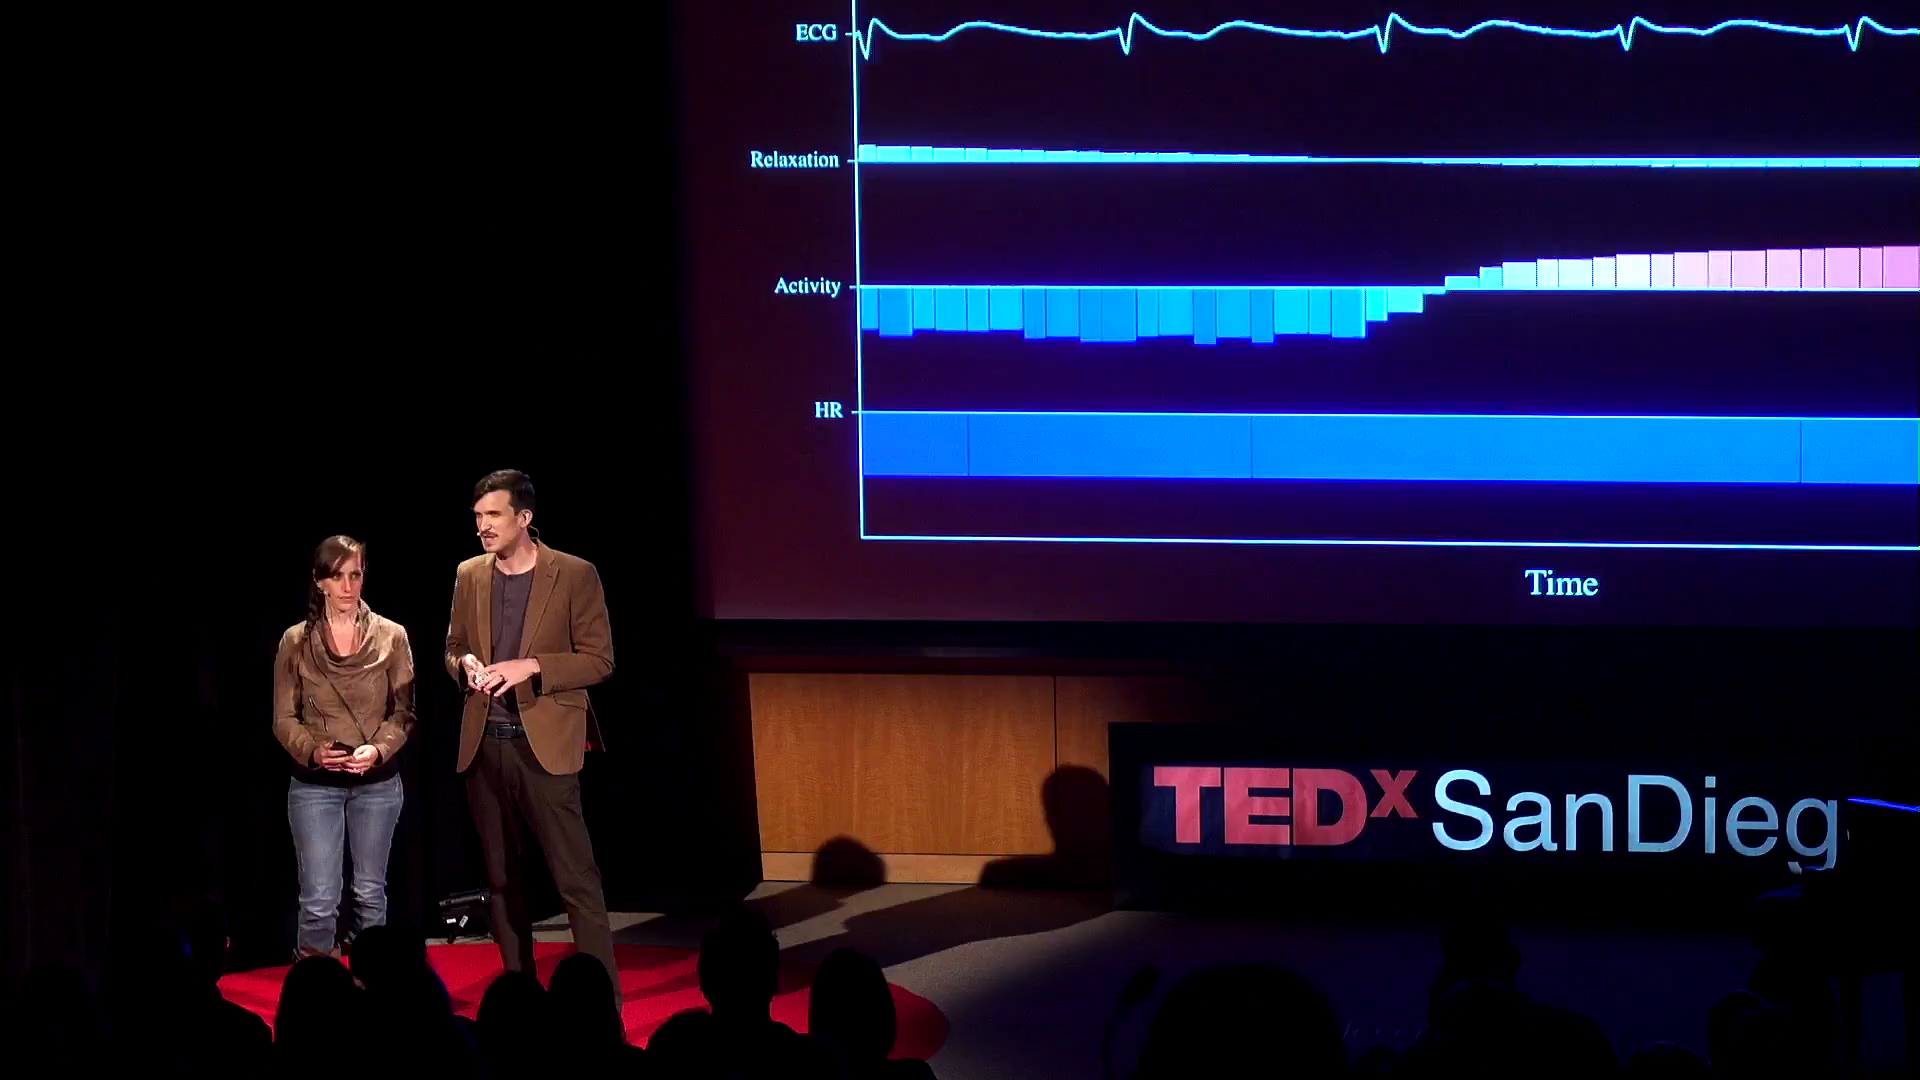 ECG
Relaxation
Activity
HR
Time
TEDx SanDieg